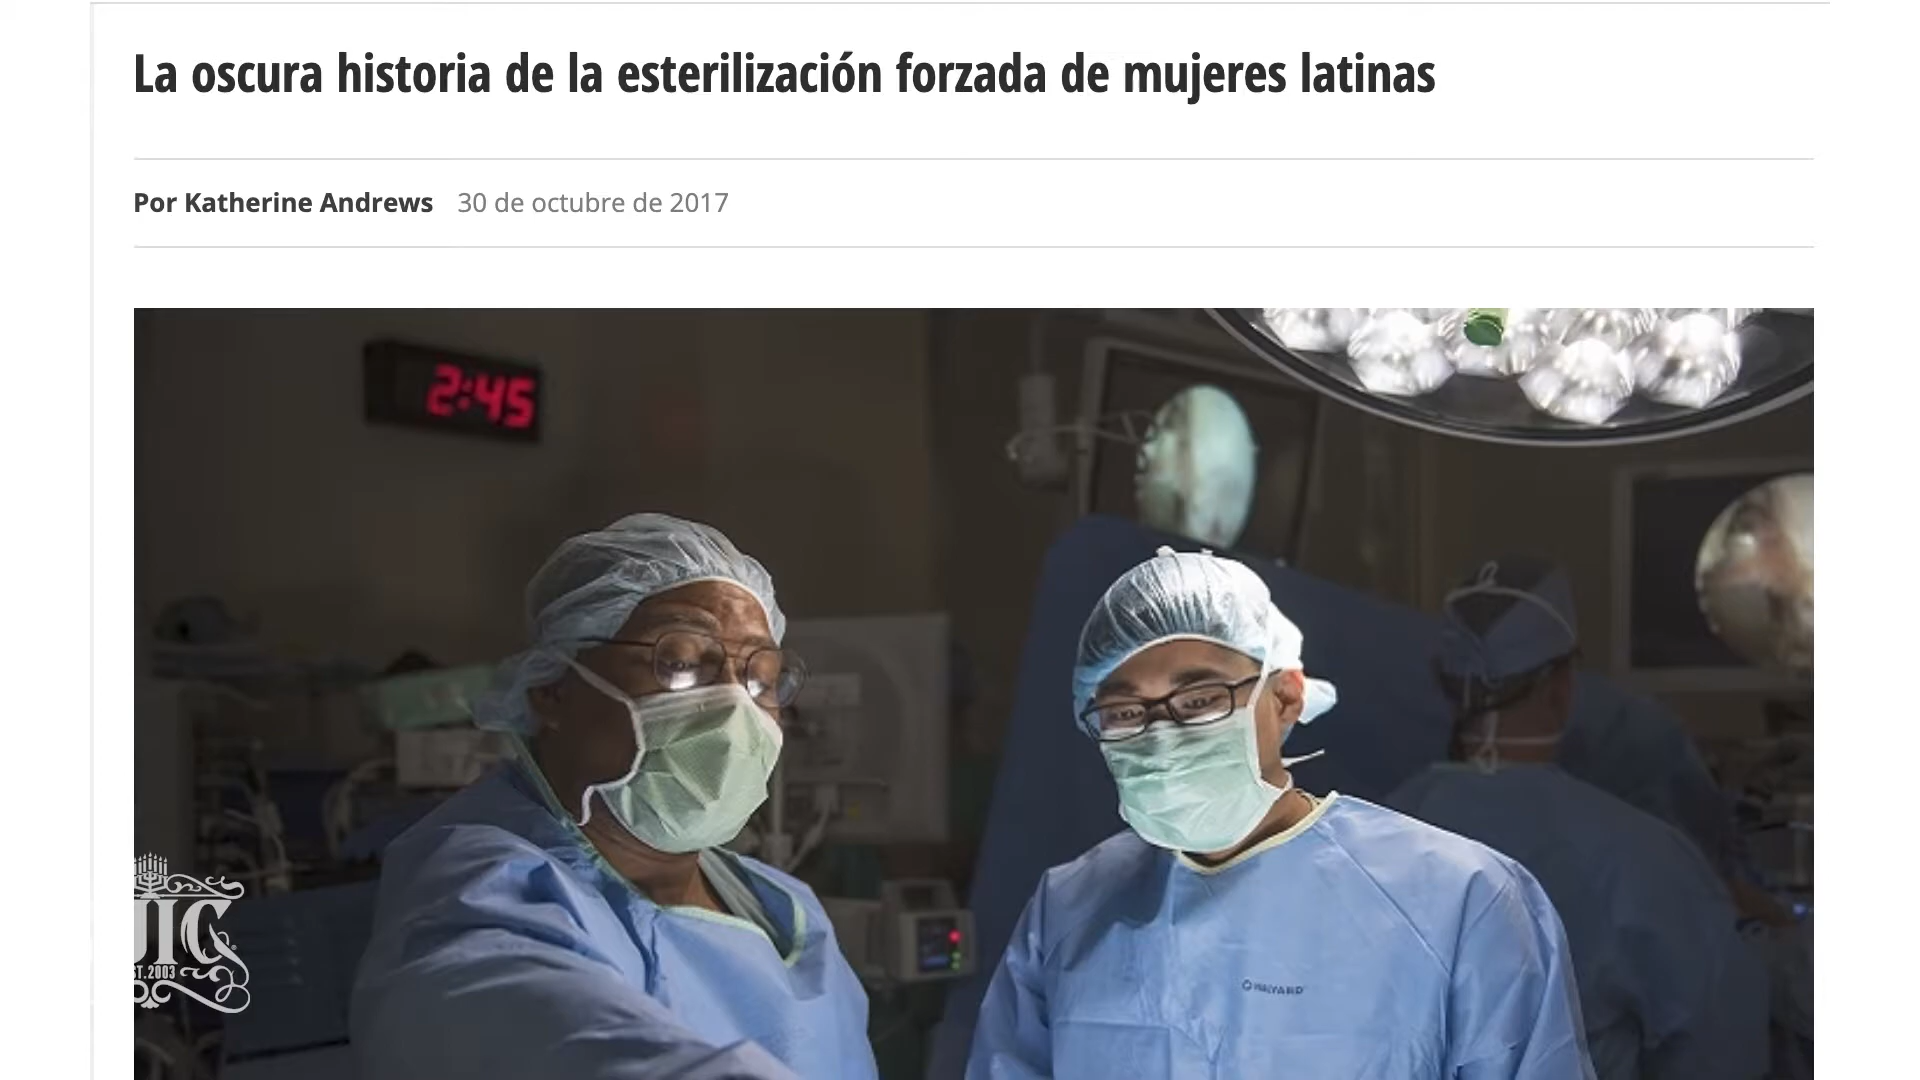 La oscura historia de la esterilización forzada de mujeres latinas
Por Katherine Andrews 30 de octubre de 2017
2:45
HALYARD
UIC
EST.2003